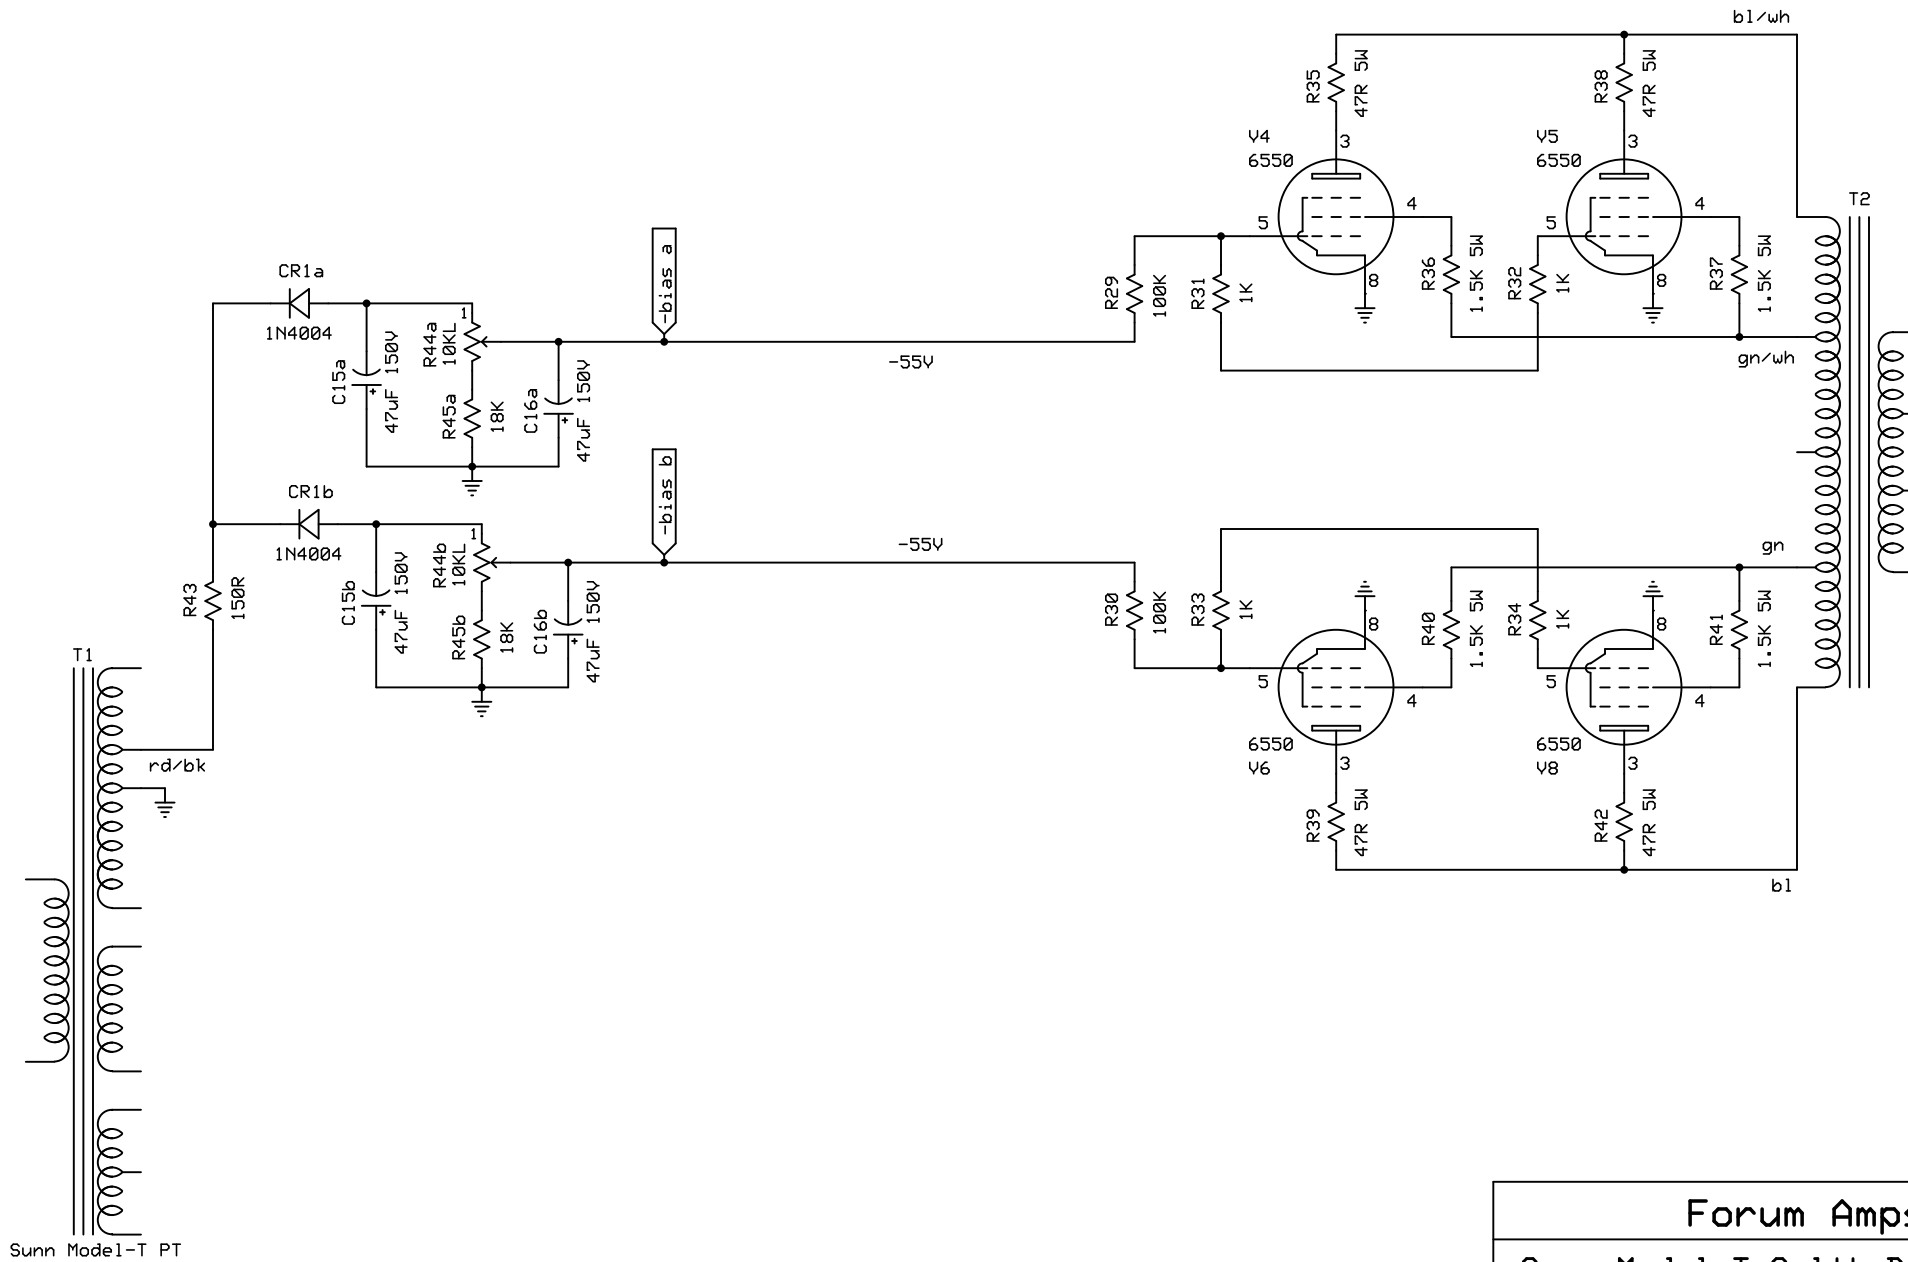 bl/wh
R35
47R 5W
R38
47R 5W
V4
6550
3
V5
6550
3
5
4
5
4
8
8
T2
R29
100K
R31
1K
R36
1.5K 5W
R32
1K
R37
1.5K 5W
gn/wh
CR1a
1N4004
1
R44a
10KL
C15a
47uF 150V
R45a
18K
C16a
47uF 150V
-bias a
-55V
CR1b
1N4004
1
R44b
10KL
C15b
47uF 150V
R45b
18K
C16b
47uF 150V
-bias b
-55V
R43
150R
gn
R30
100K
R33
1K
R40
1.5K 5W
R34
1K
R41
1.5K 5W
8
8
5
4
5
4
6550
V6
3
6550
V8
3
R39
47R 5W
R42
47R 5W
bl
T1
rd/bk
Sunn Model-T PT
Forum Amps